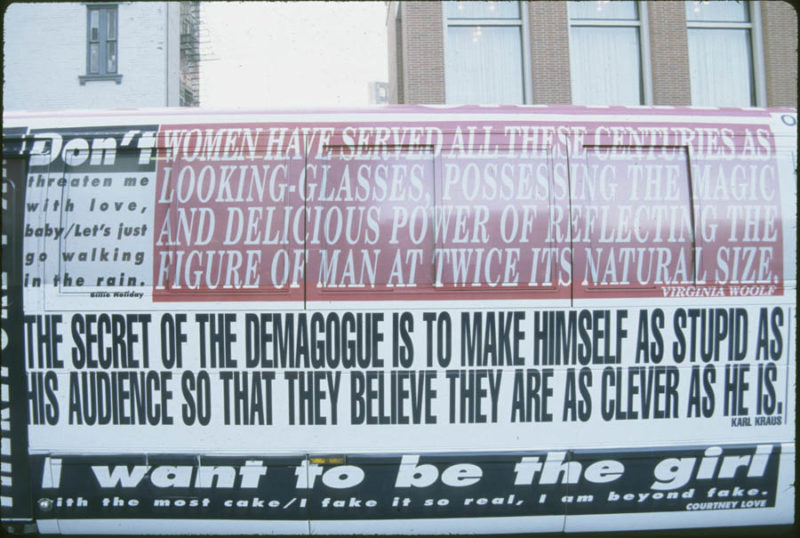 Don't
threaten me
with love,
baby/Let's just
go walking
in the rain.
Billie Holiday
WOMEN HAVE SERVED ALL THESE CENTURIES AS
LOOKING-GLASSES, POSSESSING THE MAGIC
AND DELICIOUS POWER OF REFLECTING THE
FIGURE OF MAN AT TWICE ITS NATURAL SIZE.
VIRGINIA WOOLF
THE SECRET OF THE DEMAGOGUE IS TO MAKE HIMSELF AS STUPID AS
HIS AUDIENCE SO THAT THEY BELIEVE THEY ARE AS CLEVER AS HE IS.
KARL KRAUS
I want to be the girl
with the most cake/I fake it so real, I am beyond fake.
COURTNEY LOVE